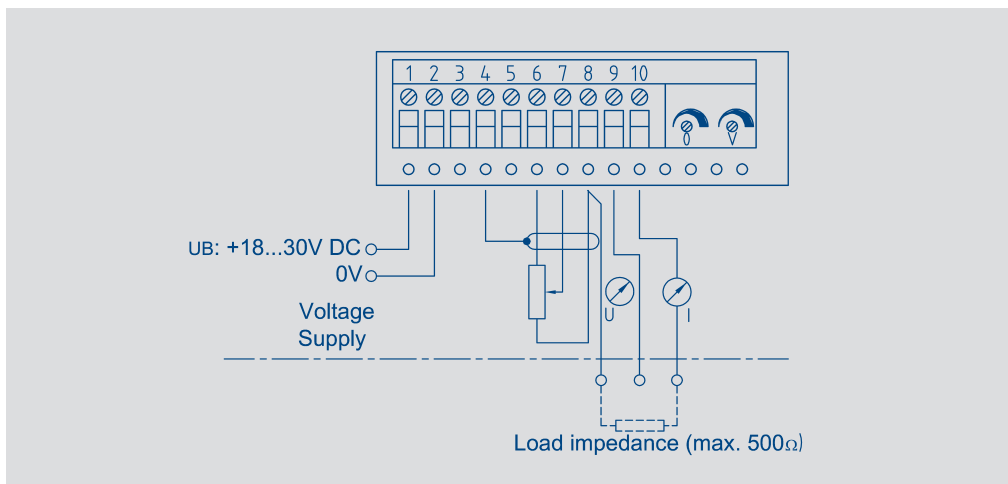 1 2 3 4 5 6 7 8 9 10
0 V
UB: +18...30V DC
0V
U
I
Voltage
Supply
Load impedance (max. 500Ω)